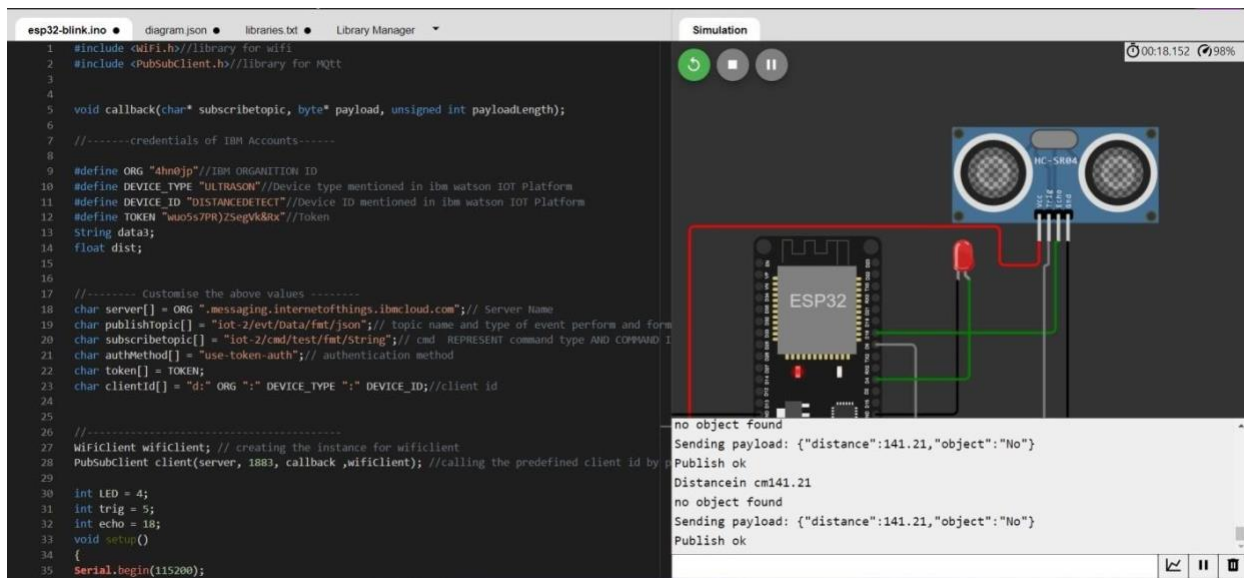 esp32-blink.ino ● diagram.json ● libraries.txt ● Library Manager
1 #include <WiFi.h>//library for wifi
2 #include <PubSubClient.h>//library for MQtt
3
4
5 void callback(char* subscribetopic, byte* payload, unsigned int payloadLength);
6
7 //-------credentials of IBM Accounts------
8
9 #define ORG "4hn0jp"//IBM ORGANITION ID
10 #define DEVICE_TYPE "ULTRASON"//Device type mentioned in ibm watson IOT Platform
11 #define DEVICE_ID "DISTANCEDETECT"//Device ID mentioned in ibm watson IOT Platform
12 #define TOKEN "wuo5s7PR)ZSegVk&Rx"//Token
13 String data3;
14 float dist;
15
16
17 //-------- Customise the above values --------
18 char server[] = ORG ".messaging.internetofthings.ibmcloud.com";// Server Name
19 char publishTopic[] = "iot-2/evt/Data/fmt/json";// topic name and type of event perform and form
20 char subscribetopic[] = "iot-2/cmd/test/fmt/String";// cmd REPRESENT command type AND COMMAND I
21 char authMethod[] = "use-token-auth";// authentication method
22 char token[] = TOKEN;
23 char clientId[] = "d:" ORG ":" DEVICE_TYPE ":" DEVICE_ID;//client id
24
25
26 //-----------------------------------------
27 WiFiClient wifiClient; // creating the instance for wificlient
28 PubSubClient client(server, 1883, callback ,wifiClient); //calling the predefined client id by p
29
30 int LED = 4;
31 int trig = 5;
32 int echo = 18;
33 void setup()
34 {
35 Serial.begin(115200);
Simulation
00:18.152 98%
HC-SR04
Vcc Trig Echo Gnd
ESP32
no object found
Sending payload: {"distance":141.21,"object":"No"}
Publish ok
Distancein cm141.21
no object found
Sending payload: {"distance":141.21,"object":"No"}
Publish ok